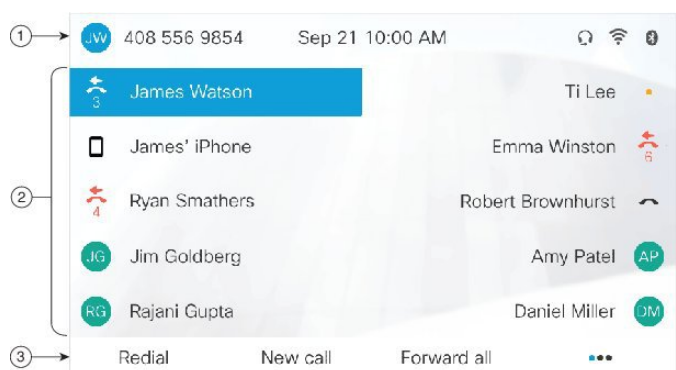 1 JW 408 556 9854 Sep 21 10:00 AM
3 James Watson Ti Lee
James' iPhone Emma Winston 6
2 4 Ryan Smathers Robert Brownhurst
JG Jim Goldberg Amy Patel AP
RG Rajani Gupta Daniel Miller DM
3 Redial New call Forward all